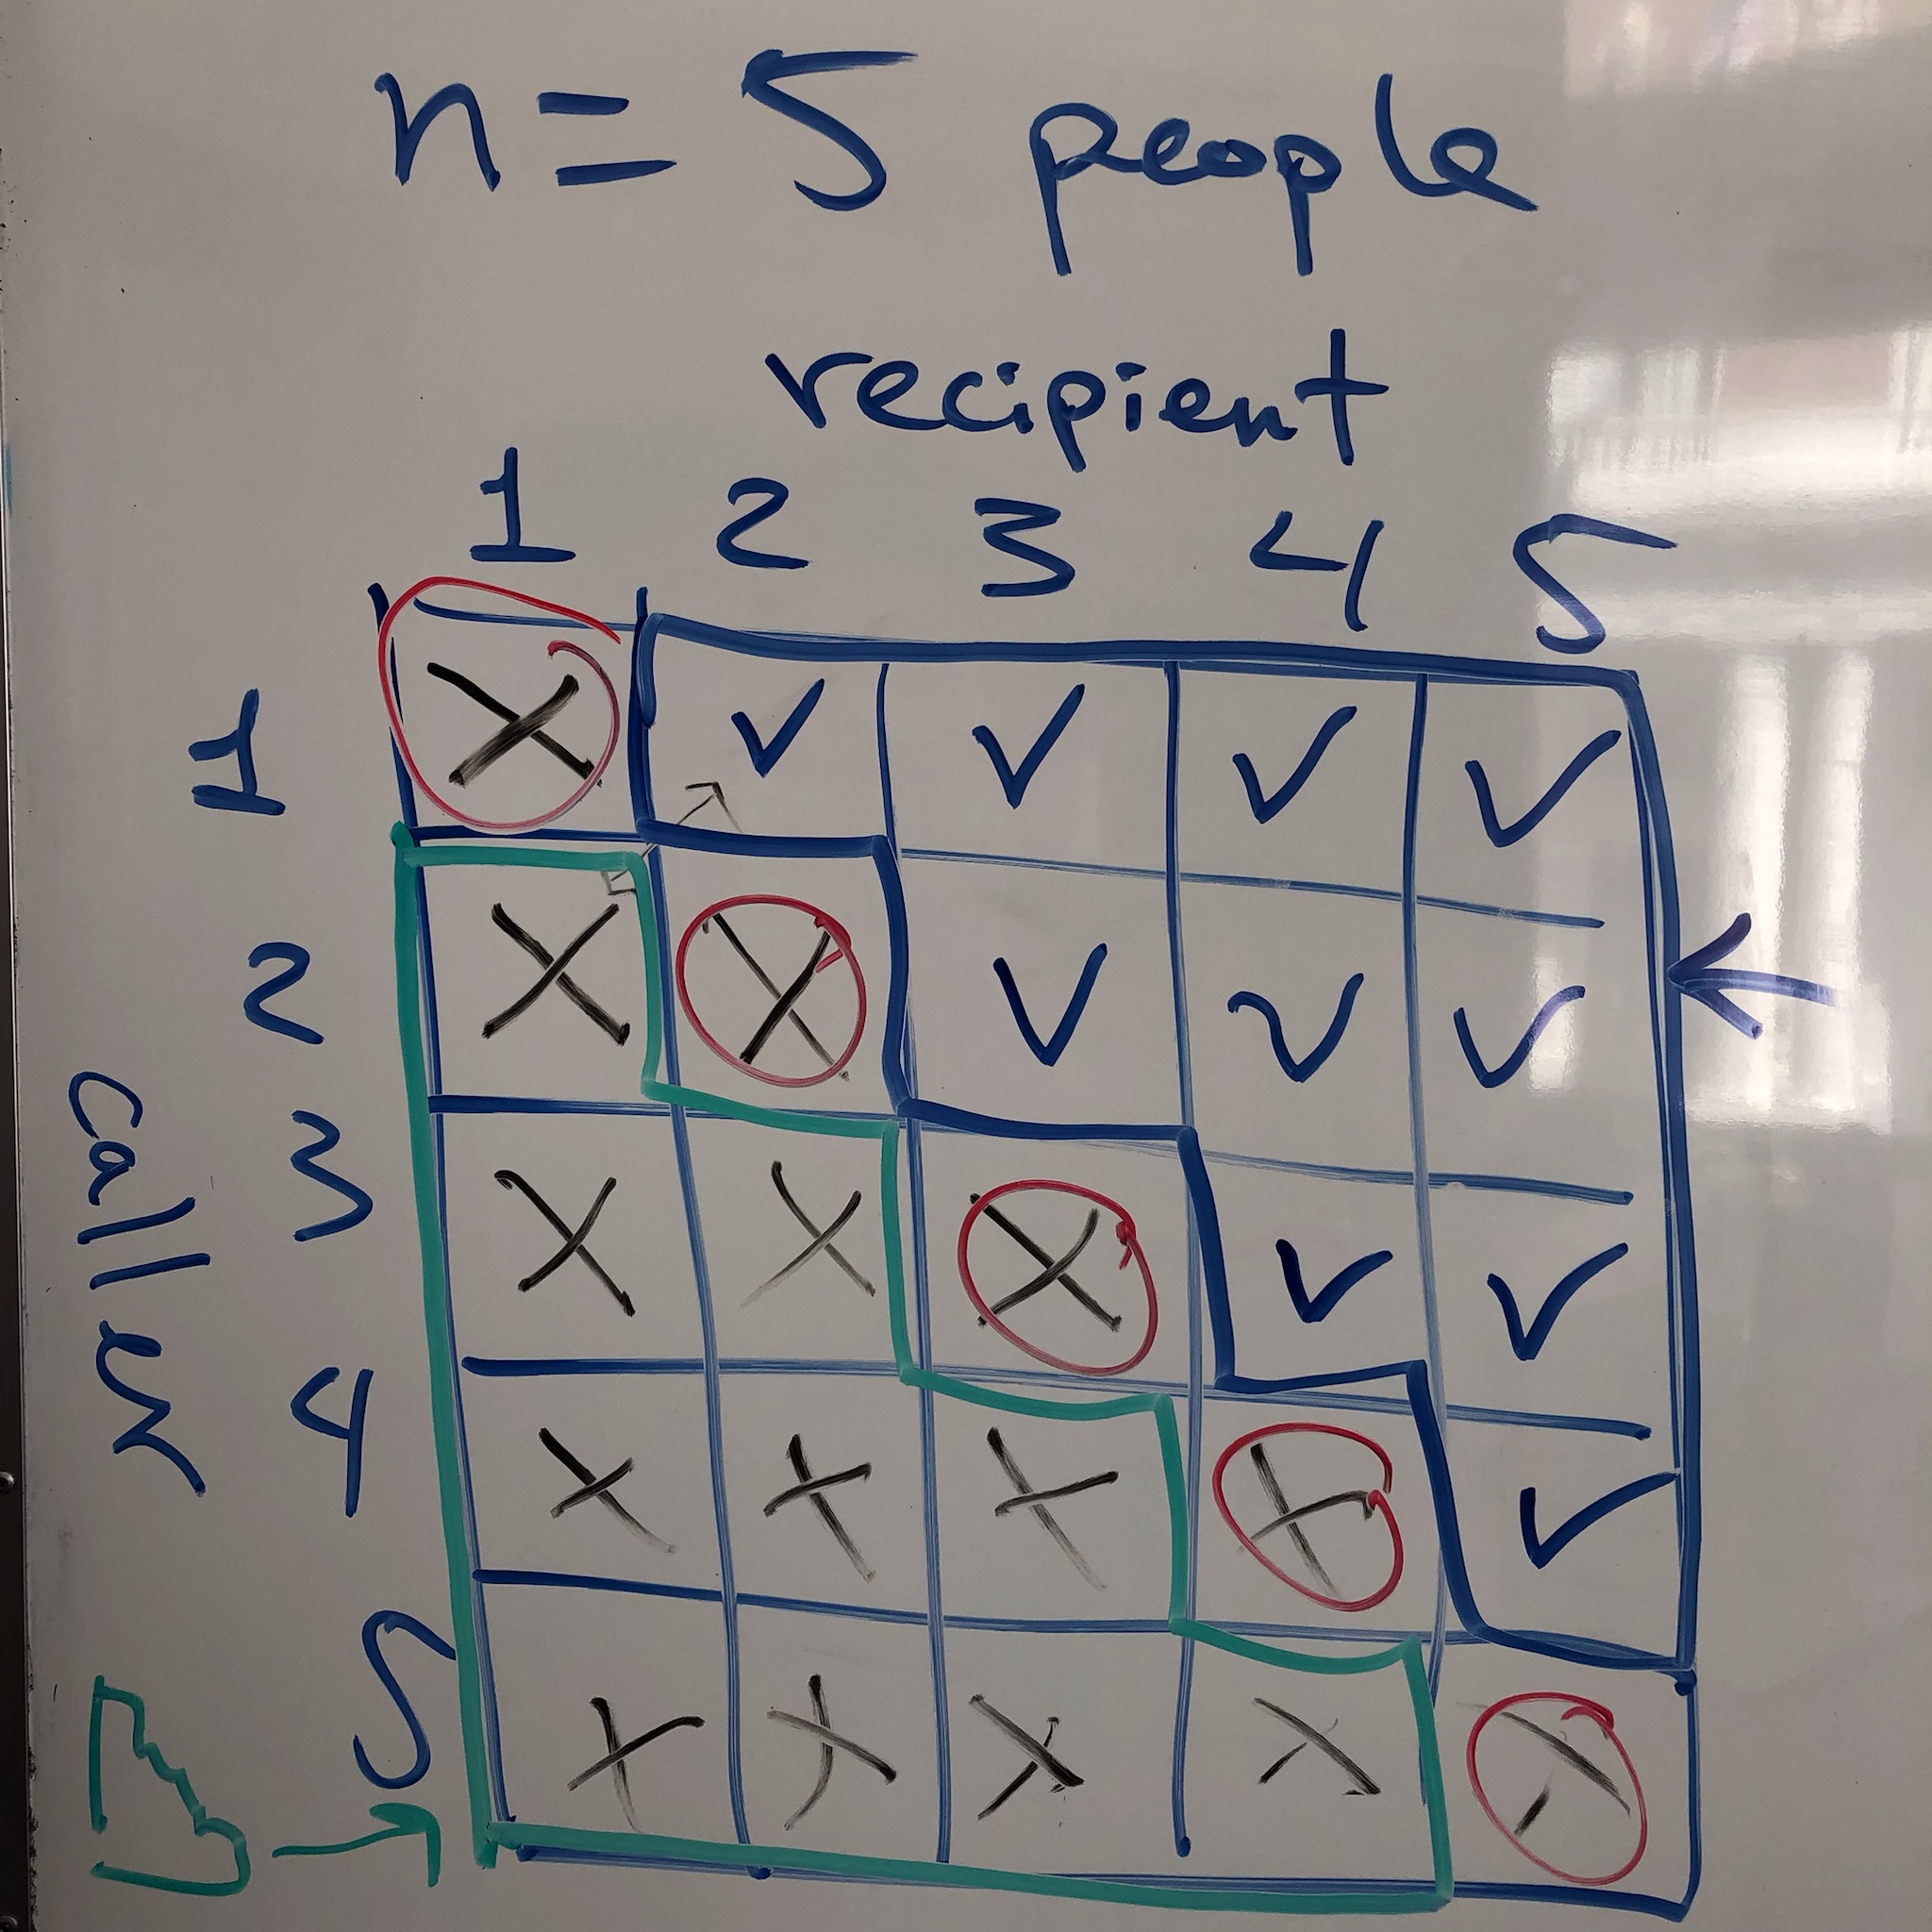 n = 5 people
recipient
1 2 3 4 5
1 X ✓ ✓ ✓ ✓
2 X X ✓ ✓ ✓
3 X X X ✓ ✓
4 X X X X ✓
5 X X X X X
caller